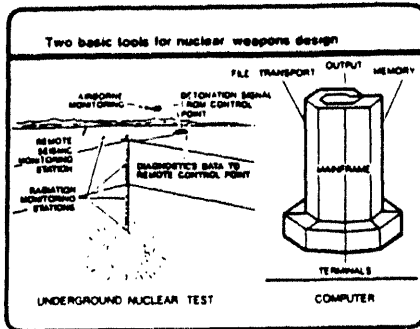 Two basic tools for nuclear weapons design
AIRBORNE
MONITORING
DETONATION SIGNAL
FROM CONTROL
POINT
REMOTE
SEISMIC
MONITORING
STATION
DIAGNOSTICS DATA TO
REMOTE CONTROL POINT
RADIATION
MONITORING
STATIONS
UNDERGROUND NUCLEAR TEST
FILE TRANSPORT
OUTPUT
MEMORY
MAINFRAME
TERMINALS
COMPUTER